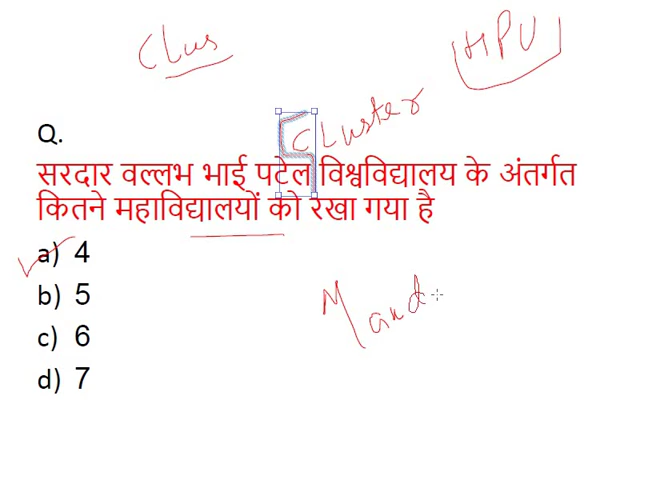 Clus
HPU
Cluster
Q.
सरदार वल्लभ भाई पटेल विश्वविद्यालय के अंतर्गत
कितने महाविद्यालयों को रखा गया है
a) 4
b) 5
c) 6
d) 7
Mand